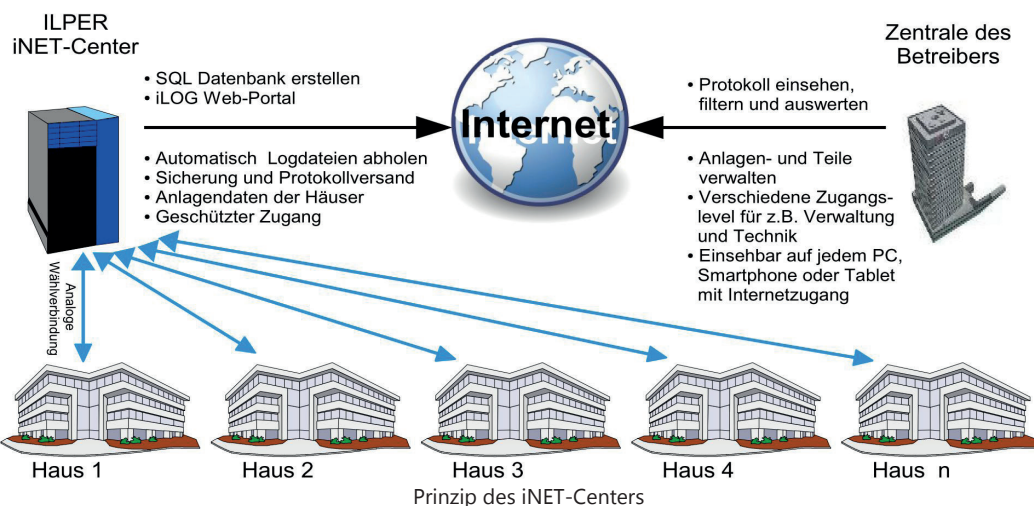 ILPER
iNET-Center
• SQL Datenbank erstellen
• iLOG Web-Portal
• Automatisch Logdateien abholen
• Sicherung und Protokollversand
• Anlagendaten der Häuser
• Geschützter Zugang
Internet
Zentrale des
Betreibers
• Protokoll einsehen,
filtern und auswerten
• Anlagen- und Teile
verwalten
• Verschiedene Zugangs-
level für z.B. Verwaltung
und Technik
• Einsehbar auf jedem PC,
Smartphone oder Tablet
mit Internetzugang
Analoge
Wählverbindung
Haus 1
Haus 2
Haus 3
Haus 4
Haus n
Prinzip des iNET-Centers